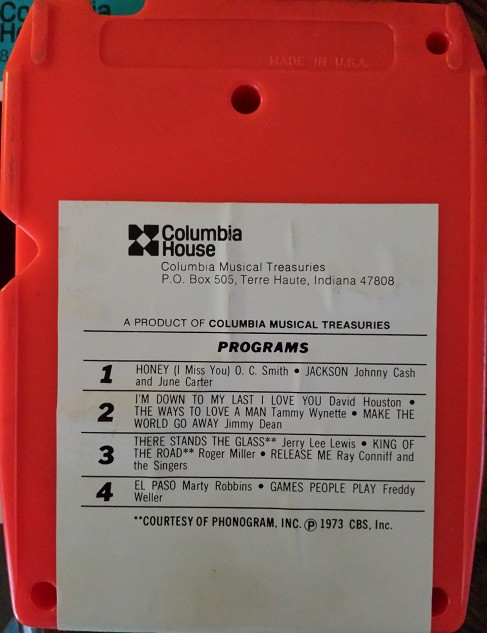 Columbia
MADE IN U.S.A.
Columbia
House
Columbia Musical Treasuries
P.O. Box 505, Terre Haute, Indiana 47808
A PRODUCT OF COLUMBIA MUSICAL TREASURIES
PROGRAMS
1 HONEY (I Miss You) O. C. Smith • JACKSON Johnny Cash
and June Carter
2 I'M DOWN TO MY LAST I LOVE YOU David Houston •
THE WAYS TO LOVE A MAN Tammy Wynette • MAKE THE
WORLD GO AWAY Jimmy Dean
3 THERE STANDS THE GLASS** Jerry Lee Lewis • KING OF
THE ROAD** Roger Miller • RELEASE ME Ray Conniff and
the Singers
4 EL PASO Marty Robbins • GAMES PEOPLE PLAY Freddy
Weller
**COURTESY OF PHONOGRAM, INC. ℗ 1973 CBS, Inc.